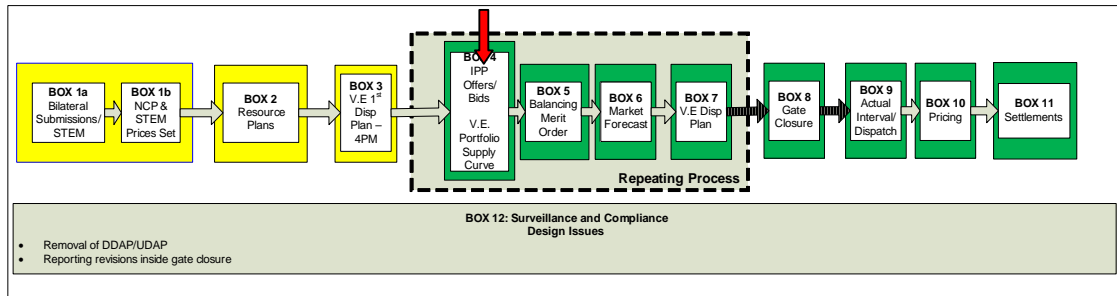 BOX 1a
Bilateral
Submissions/
STEM
BOX 1b
NCP &
STEM
Prices Set
BOX 2
Resource
Plans
BOX 3
V.E 1st
Disp
Plan –
4PM
BOX 4
IPP
Offers/
Bids
V.E.
Portfolio
Supply
Curve
BOX 5
Balancing
Merit
Order
BOX 6
Market
Forecast
BOX 7
V.E Disp
Plan
Repeating Process
BOX 8
Gate
Closure
BOX 9
Actual
Interval/
Dispatch
BOX 10
Pricing
BOX 11
Settlements
BOX 12: Surveillance and Compliance
Design Issues
• Removal of DDAP/UDAP
• Reporting revisions inside gate closure